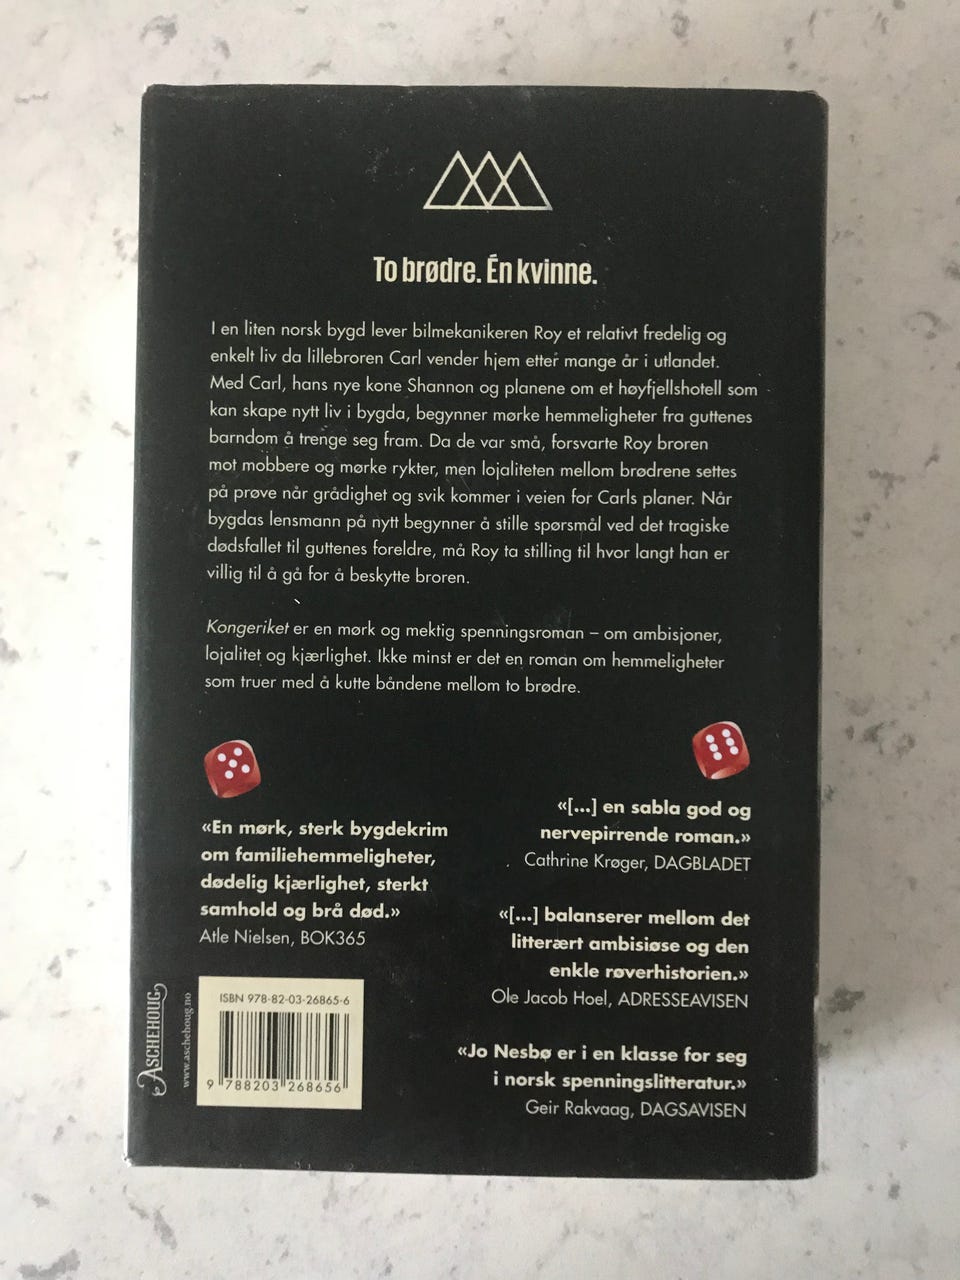 To brødre. Én kvinne.
I en liten norsk bygd lever bilmekanikeren Roy et relativt fredelig og
enkelt liv da lillebroren Carl vender hjem etter mange år i utlandet.
Med Carl, hans nye kone Shannon og planene om et høyfjellshotell som
kan skape nytt liv i bygda, begynner mørke hemmeligheter fra guttenes
barndom å trenge seg fram. Da de var små, forsvarte Roy broren
mot mobbere og mørke rykter, men lojaliteten mellom brødrene settes
på prøve når grådighet og svik kommer i veien for Carls planer. Når
bygdas lensmann på nytt begynner å stille spørsmål ved det tragiske
dødsfallet til guttenes foreldre, må Roy ta stilling til hvor langt han er
villig til å gå for å beskytte broren.
Kongeriket er en mørk og mektig spenningsroman – om ambisjoner,
lojalitet og kjærlighet. Ikke minst er det en roman om hemmeligheter
som truer med å kutte båndene mellom to brødre.
«En mørk, sterk bygdekrim
om familiehemmeligheter,
dødelig kjærlighet, sterkt
samhold og brå død.»
Atle Nielsen, BOK365
«[...] en sabla god og
nervepirrende roman.»
Cathrine Krøger, DAGBLADET
«[...] balanserer mellom det
litterært ambisiøse og den
enkle røverhistorien.»
Ole Jacob Hoel, ADRESSEAVISEN
«Jo Nesbø er i en klasse for seg
i norsk spenningslitteratur.»
Geir Rakvaag, DAGSAVISEN
ASCHEHOUG
www.aschehoug.no
ISBN 978-82-03-26865-6
9 788203 268656